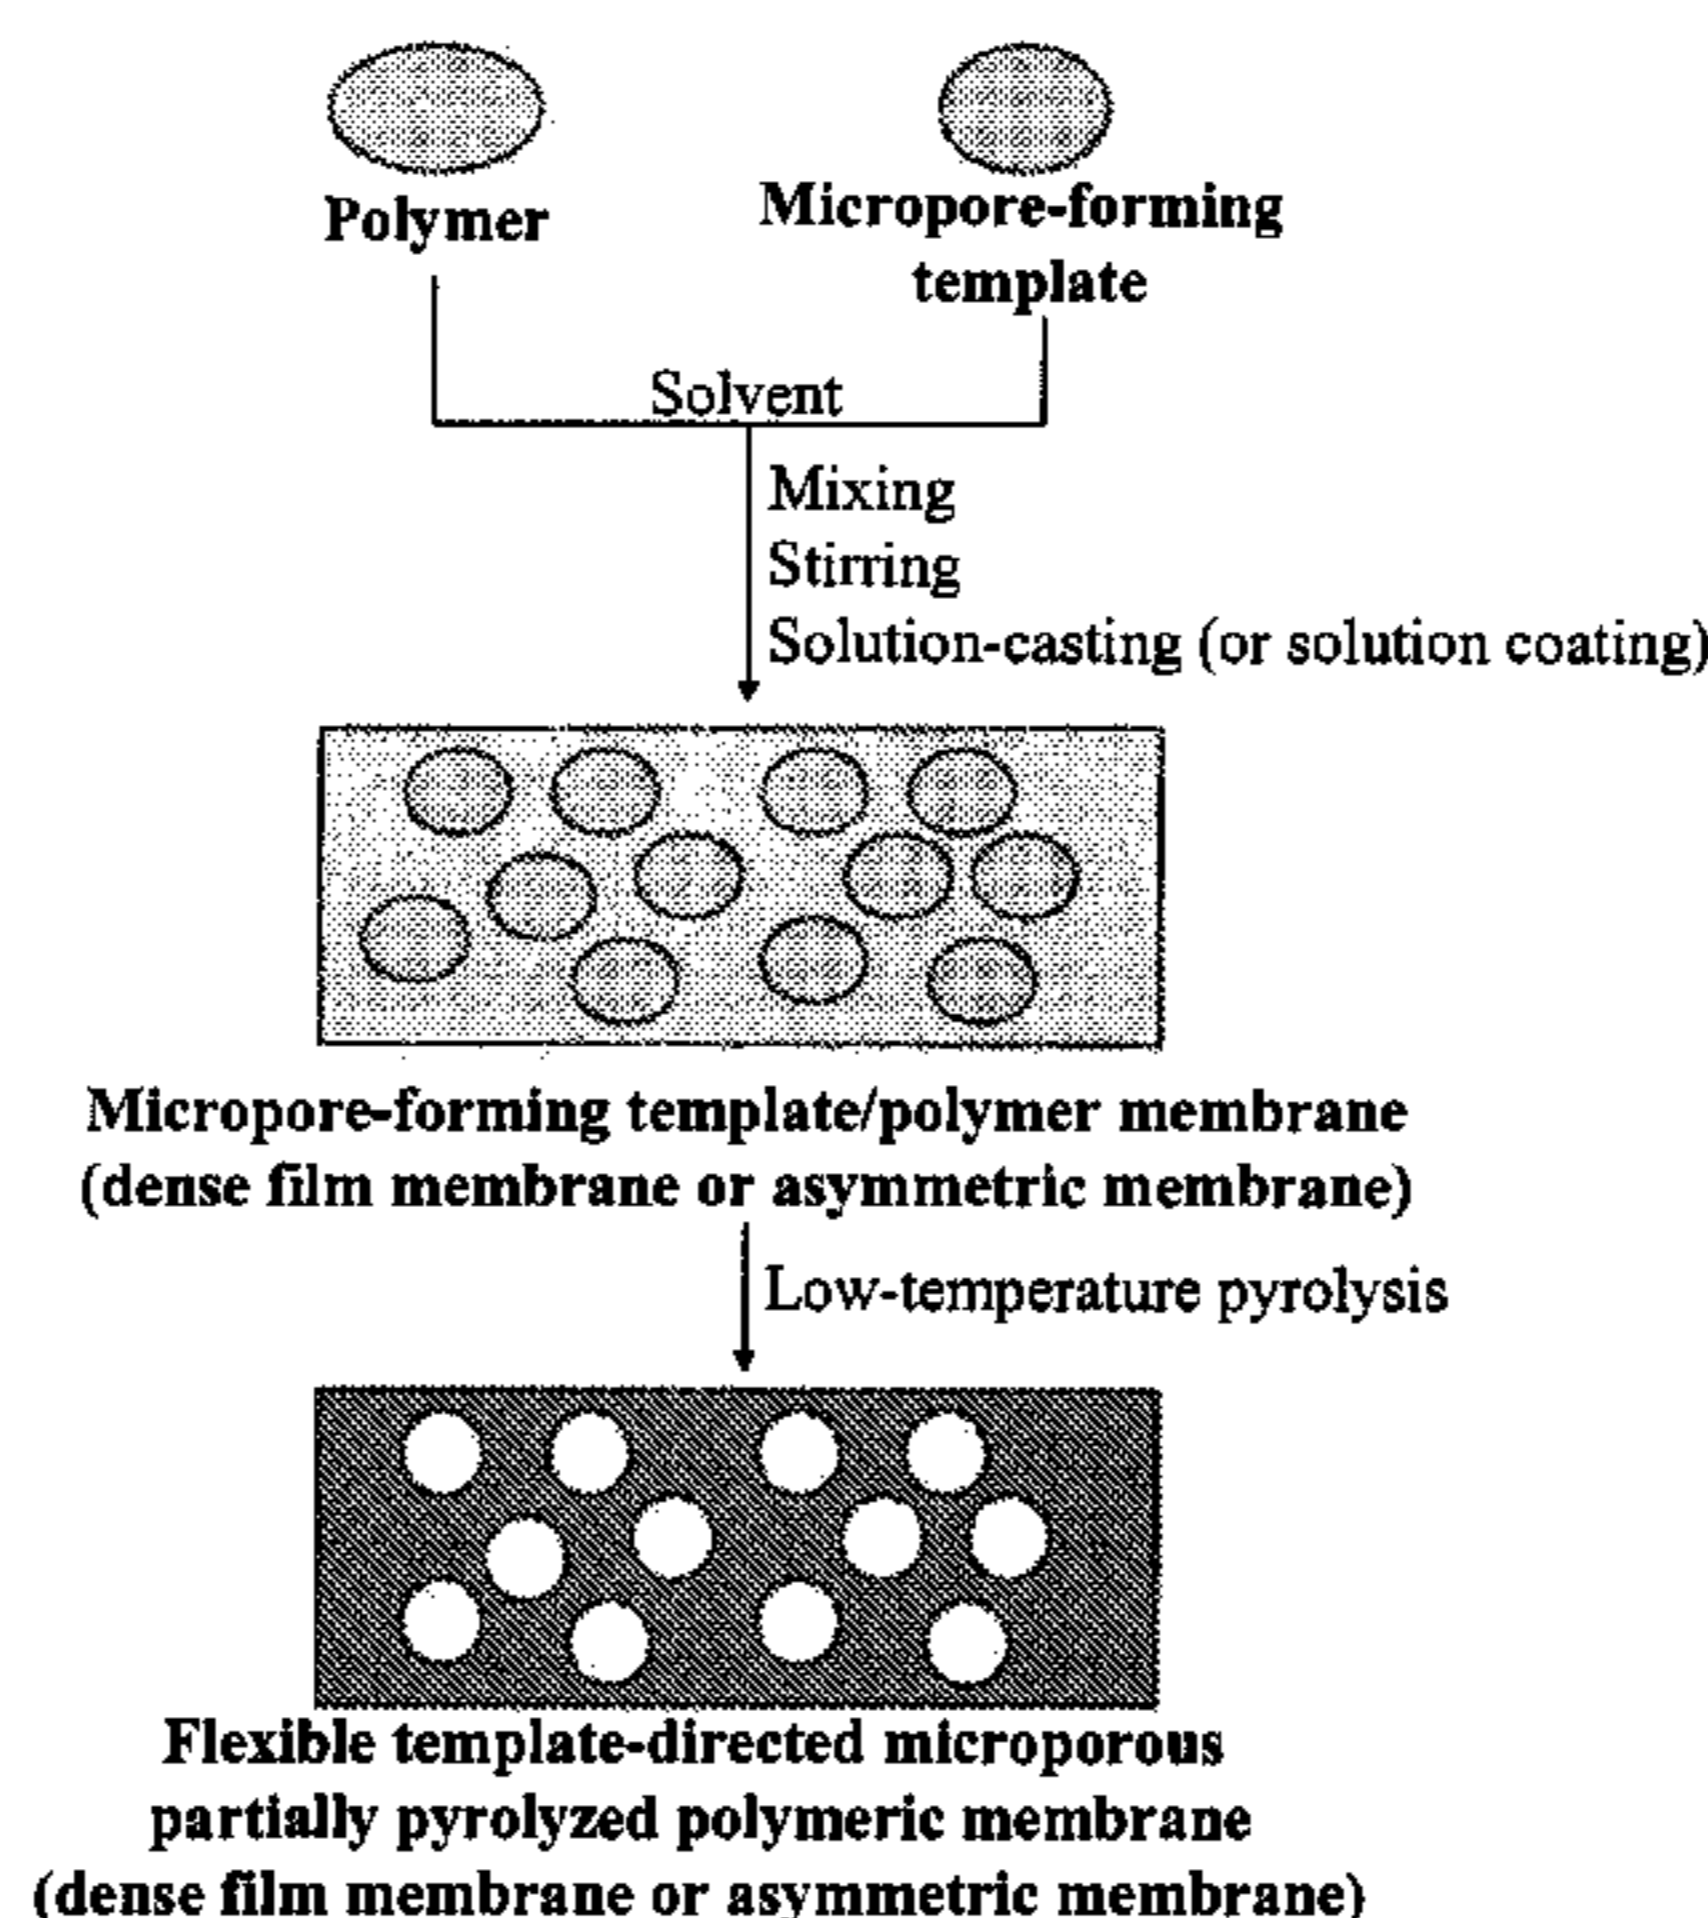 Polymer
Micropore-forming
template
Solvent
Mixing
Stirring
Solution-casting (or solution coating)
Micropore-forming template/polymer membrane
(dense film membrane or asymmetric membrane)
Low-temperature pyrolysis
Flexible template-directed microporous
partially pyrolyzed polymeric membrane
(dense film membrane or asymmetric membrane)